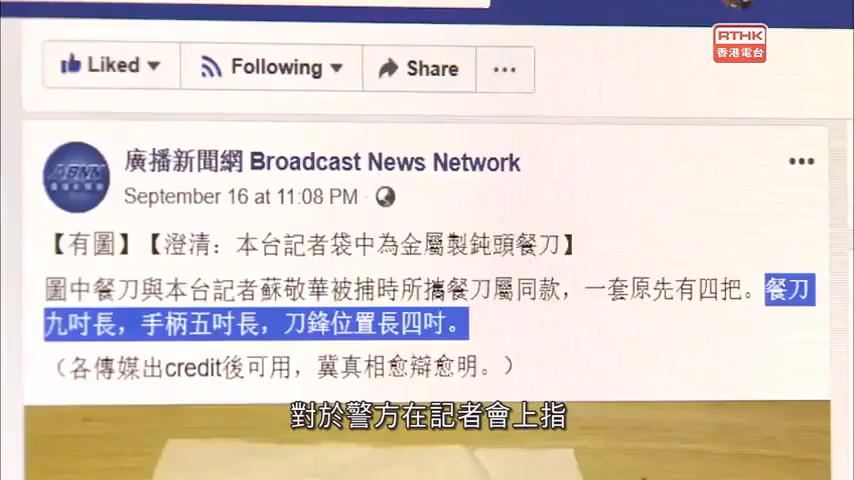 RTHK
香港電台
Liked
Following
Share
廣播新聞網 Broadcast News Network
September 16 at 11:08 PM
【有圖】【澄清：本台記者袋中為金屬製鈍頭餐刀】
圖中餐刀與本台記者蘇敬華被捕時所攜餐刀屬同款，一套原先有四把。餐刀
九吋長，手柄五吋長，刀鋒位置長四吋。
（各傳媒出credit後可用，冀真相愈辯愈明。）
對於警方在記者會上指